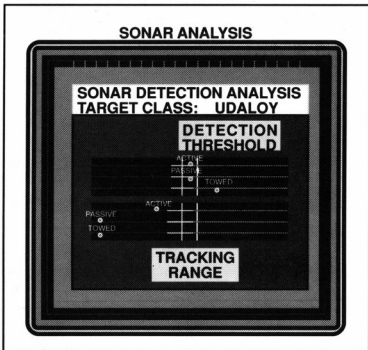 SONAR ANALYSIS
SONAR DETECTION ANALYSIS
TARGET CLASS: UDALOY
DETECTION
THRESHOLD
ACTIVE
PASSIVE
TOWED
ACTIVE
PASSIVE
TOWED
TRACKING
RANGE